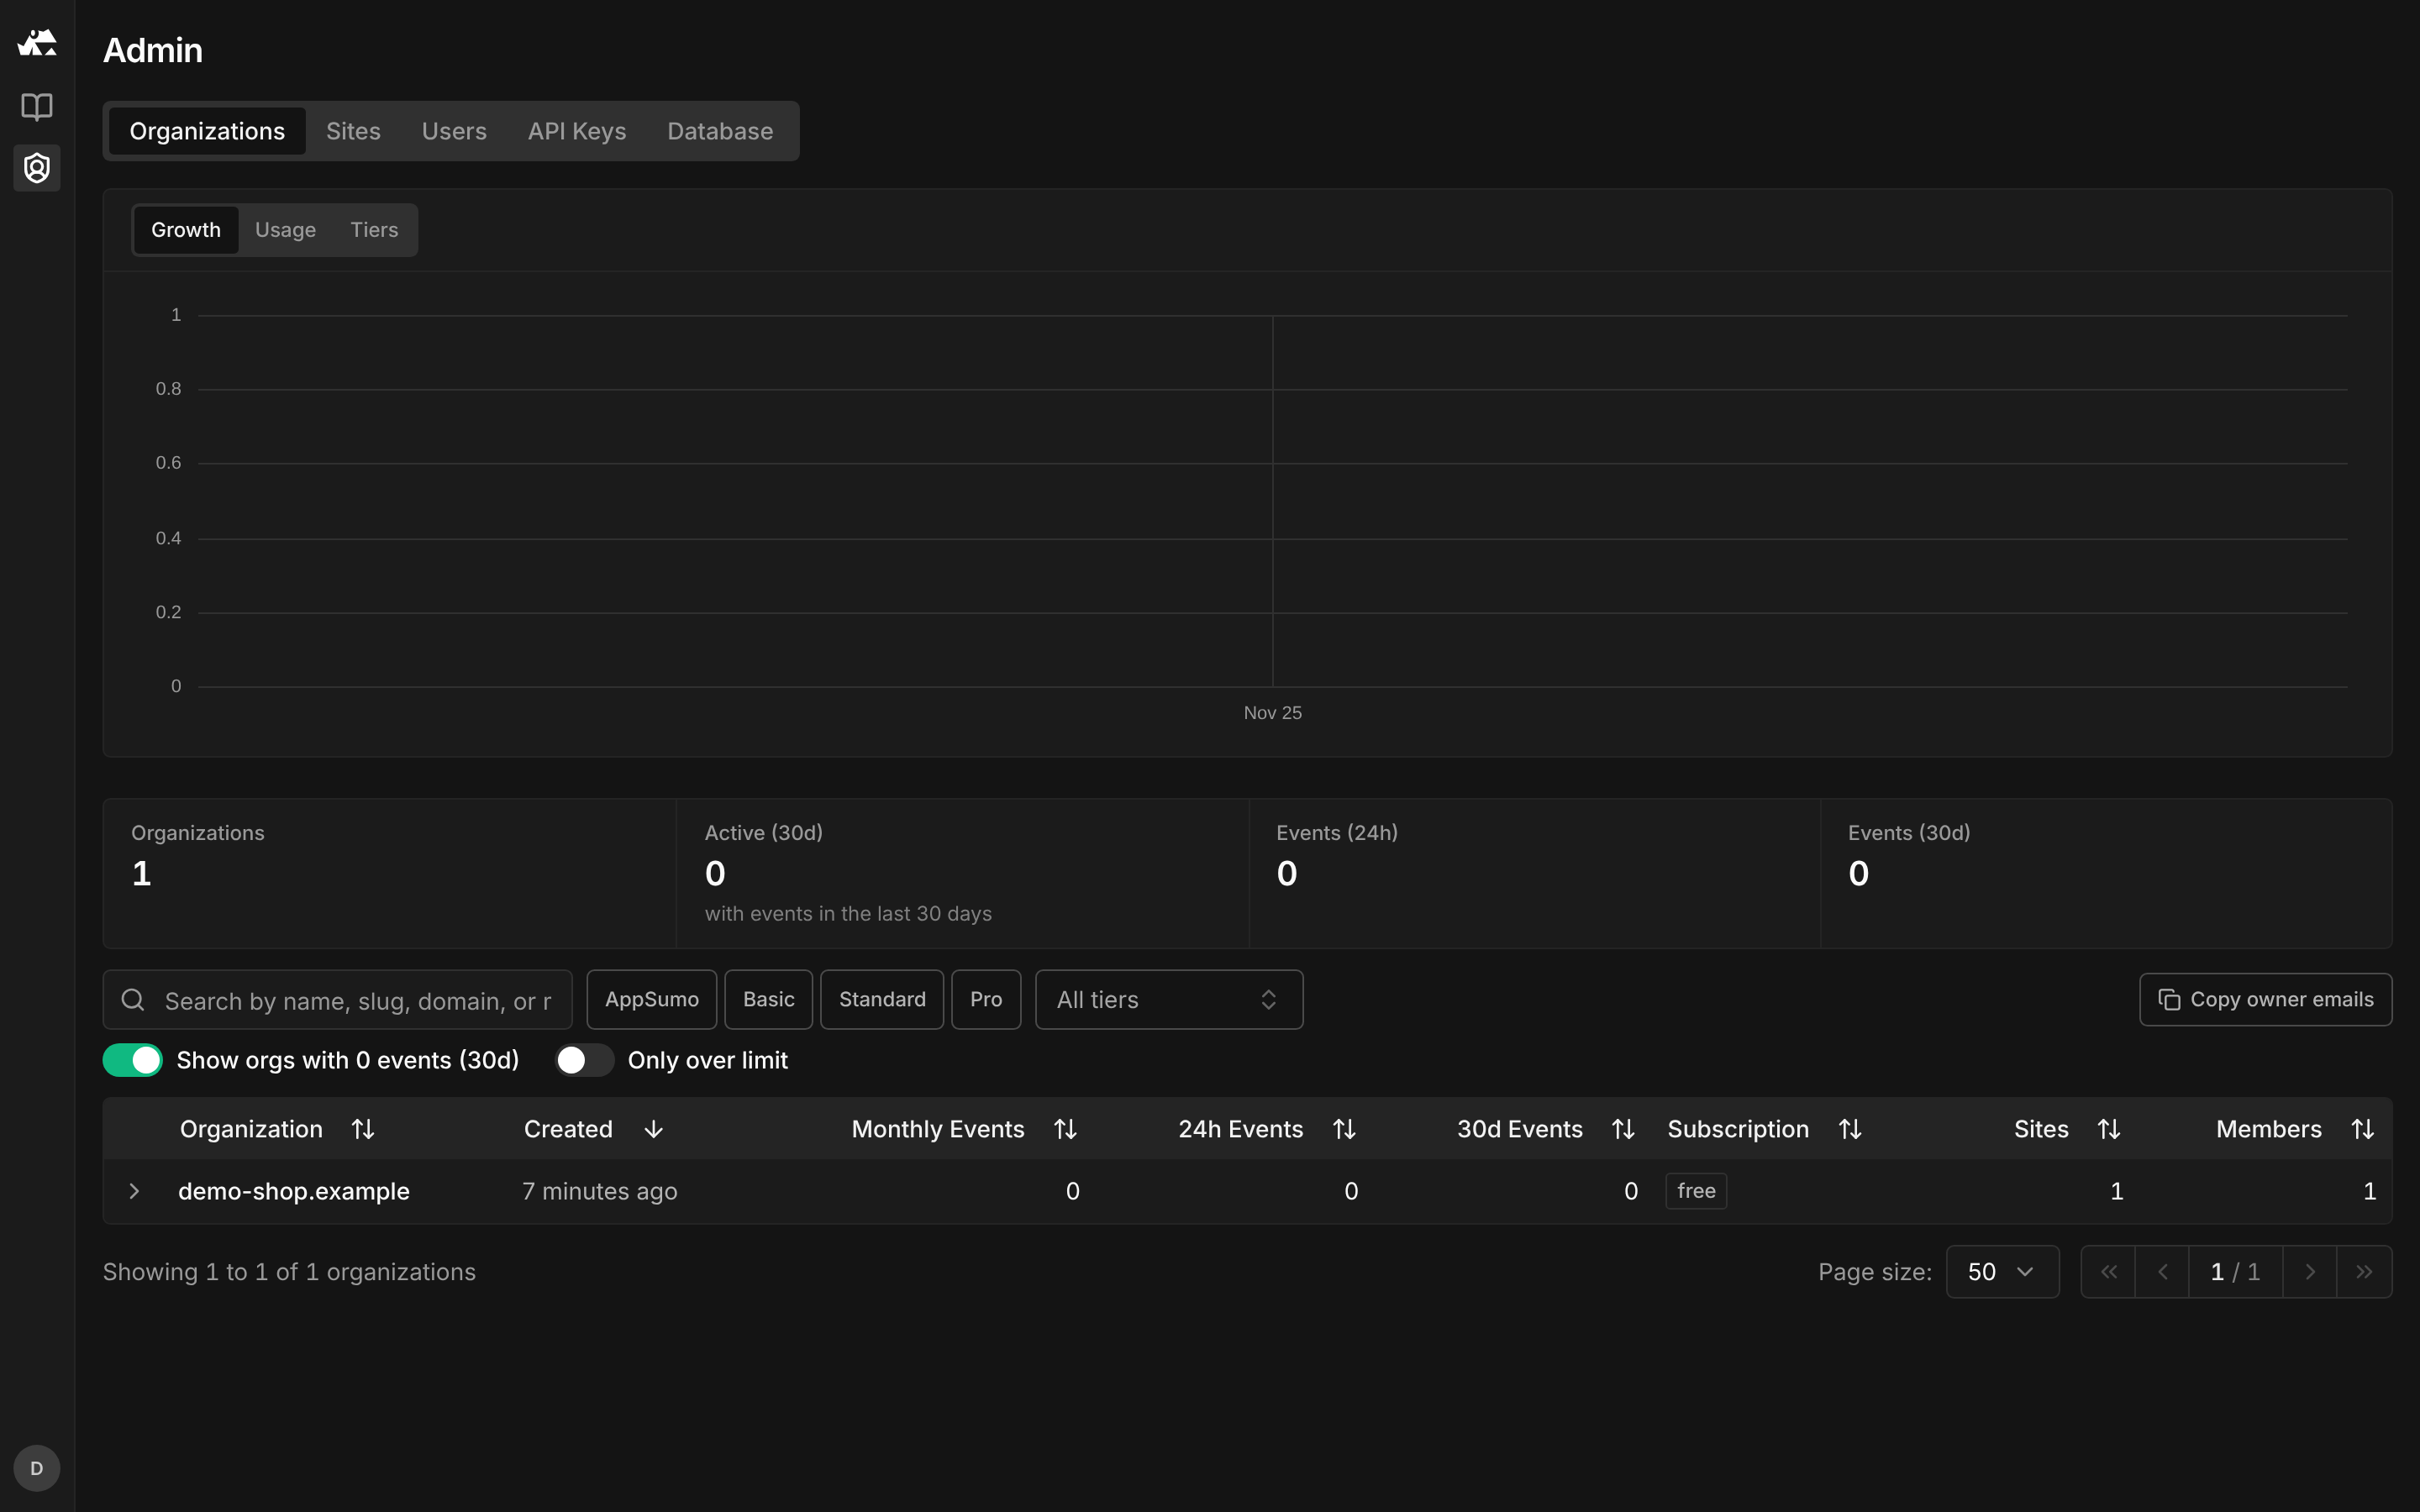 Admin
Organizations Sites Users API Keys Database
Growth Usage Tiers
1
0.8
0.6
0.4
0.2
0
Nov 25
Organizations Active (30d) Events (24h) Events (30d)
1 0 0 0
with events in the last 30 days
Search by name, slug, domain, or r AppSumo Basic Standard Pro All tiers Copy owner emails
Show orgs with 0 events (30d) Only over limit
Organization Created Monthly Events 24h Events 30d Events Subscription Sites Members
demo-shop.example 7 minutes ago 0 0 0 free 1 1
Showing 1 to 1 of 1 organizations Page size: 50 1 / 1
D